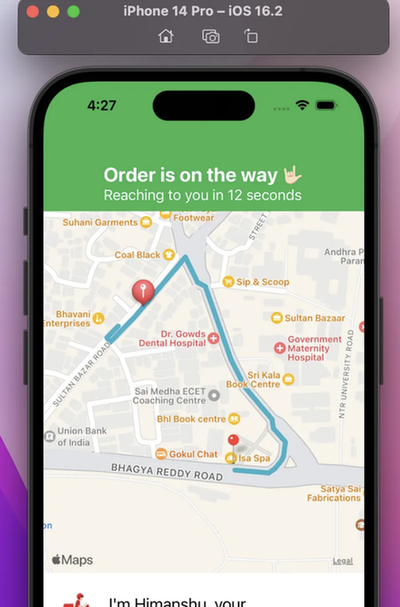 iPhone 14 Pro – iOS 16.2
4:27
Order is on the way 🤟🏻
Reaching to you in 12 seconds
Footwear
Suhani Garments
STREET
Coal Black
Andhra P
Param
Sip & Scoop
Bhavani
Enterprises
Sultan Bazaar
Dr. Gowds
Dental Hospital
Government
Maternity
Hospital
SULTAN BAZAR ROAD
NTR UNIVERSITY ROAD
Sri Kala
Book Centre
Sai Medha ECET
Coaching Centre
Bhl Book centre
Union Bank
of India
Gokul Chat
Isa Spa
BHAGYA REDDY ROAD
Satya Sai
Fabrications
on
Maps
Legal
I'm Himanshu, your